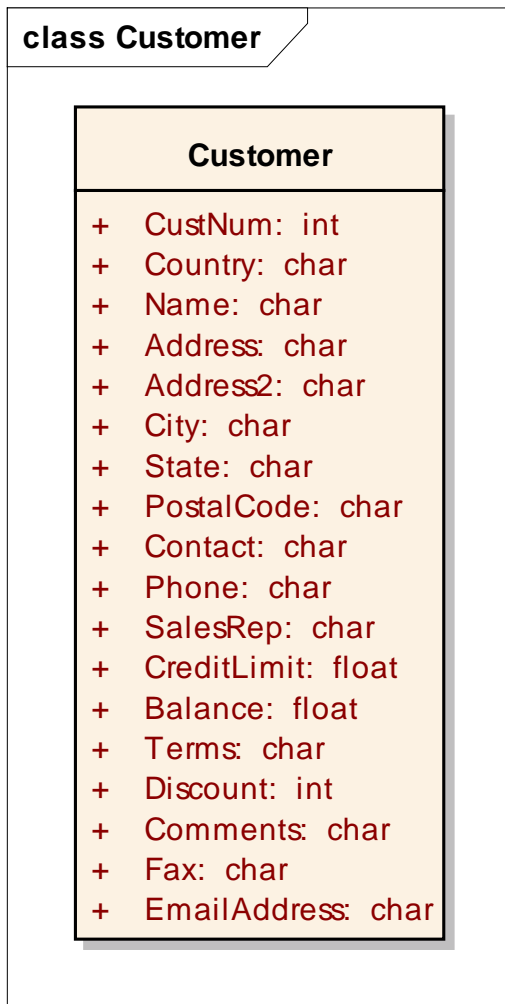 class Customer
Customer
+ CustNum: int
+ Country: char
+ Name: char
+ Address: char
+ Address2: char
+ City: char
+ State: char
+ PostalCode: char
+ Contact: char
+ Phone: char
+ SalesRep: char
+ CreditLimit: float
+ Balance: float
+ Terms: char
+ Discount: int
+ Comments: char
+ Fax: char
+ EmailAddress: char